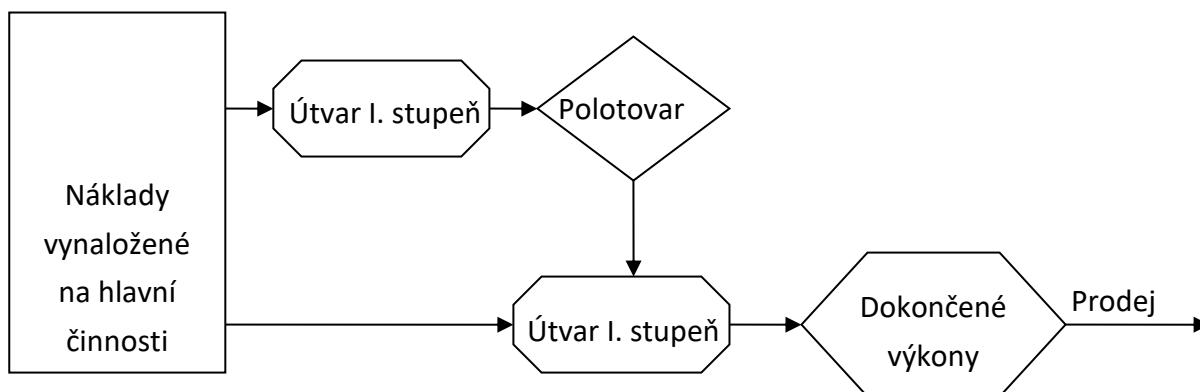 Útvar I. stupeň
Polotovar
Náklady
vynaložené
na hlavní
činnosti
Útvar I. stupeň
Dokončené
výkony
Prodej